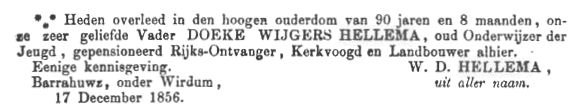 *** Heden overleed in den hoogen ouderdom van 90 jaren en 8 maanden, on-
ze zeer geliefde Vader DOEKE WIJGERS HELLEMA, oud Onderwijzer der
Jeugd, gepensioneerd Rijks-Ontvanger, Kerkvoogd en Landbouwer albier.
Eenige kennisgeving. W. D. HELLEMA,
Barrahuwz, onder Wirdum, uit aller naam.
17 December 1856.